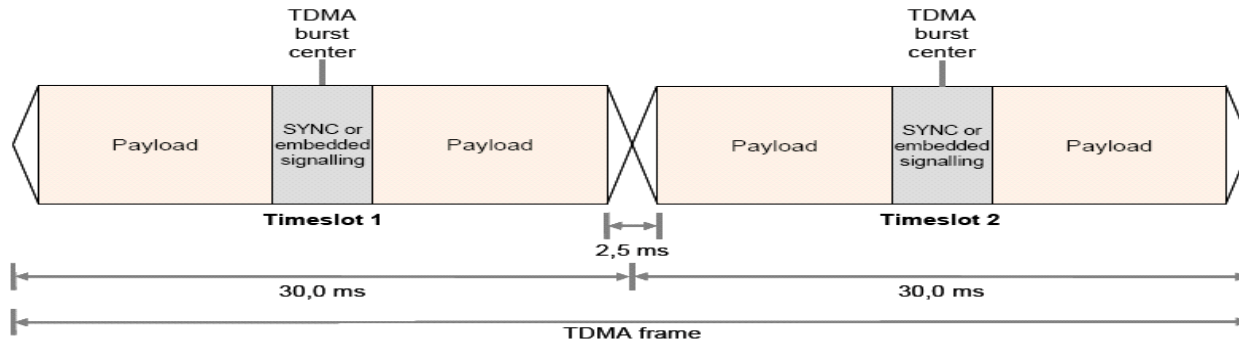 TDMA
burst
center
TDMA
burst
center
Payload
SYNC or
embedded
signalling
Payload
Payload
SYNC or
embedded
signalling
Payload
Timeslot 1
Timeslot 2
2,5 ms
30,0 ms
30,0 ms
TDMA frame